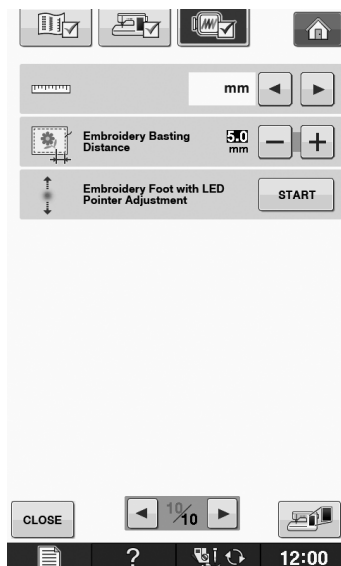 mm
Embroidery Basting
Distance
5.0
mm
Embroidery Foot with LED
Pointer Adjustment
START
CLOSE
10/10
?
12:00